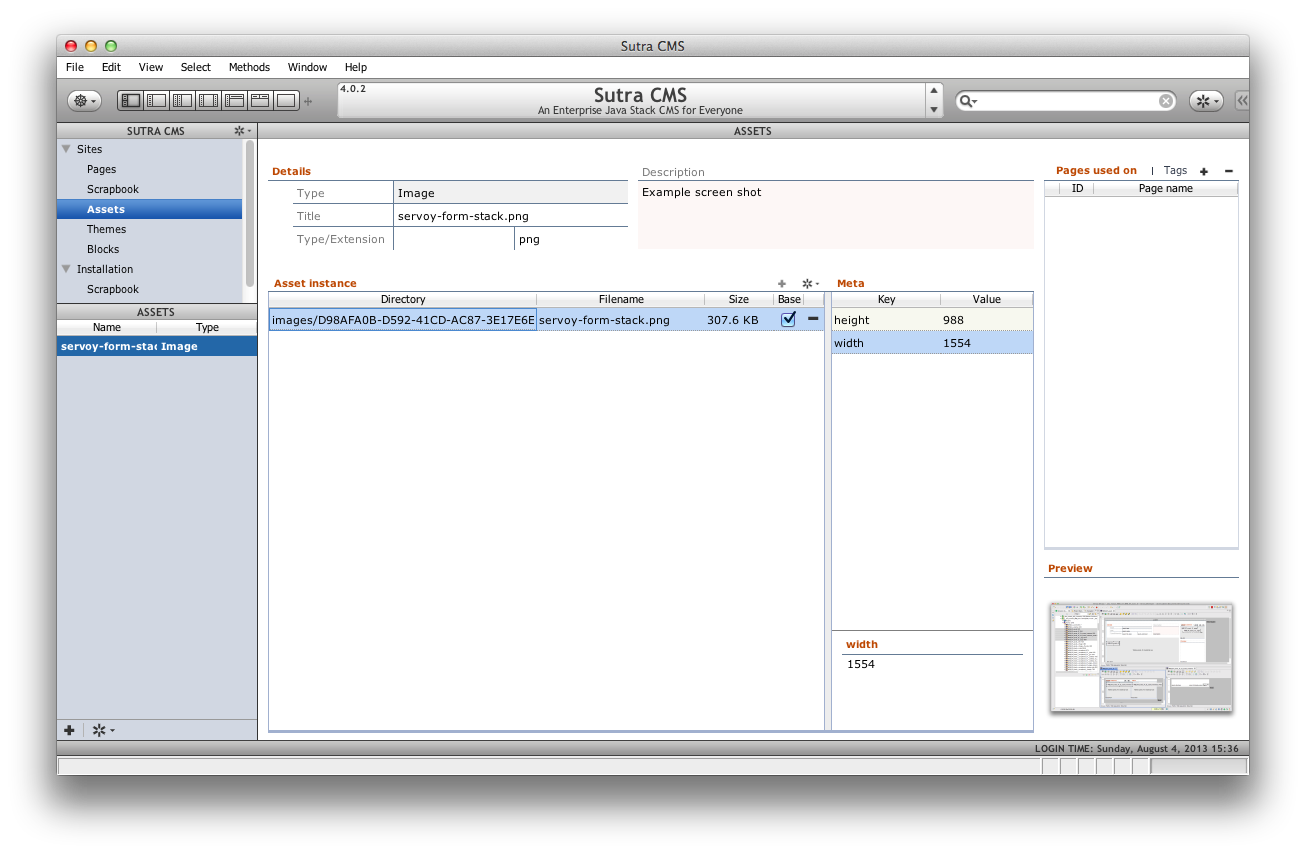 Sutra CMS
File Edit View Select Methods Window Help
4.0.2
Sutra CMS
An Enterprise Java Stack CMS for Everyone
SUTRA CMS
Sites
Pages
Scrapbook
Assets
Themes
Blocks
Installation
Scrapbook
ASSETS
Name Type
servoy-form-stac Image
ASSETS
Details
Type Image
Title servoy-form-stack.png
Type/Extension png
Description
Example screen shot
Asset instance
Directory Filename Size Base
images/D98AFA0B-D592-41CD-AC87-3E17E6E servoy-form-stack.png 307.6 KB
Meta
Key Value
height 988
width 1554
width
1554
Pages used on Tags
ID Page name
Preview
LOGIN TIME: Sunday, August 4, 2013 15:36